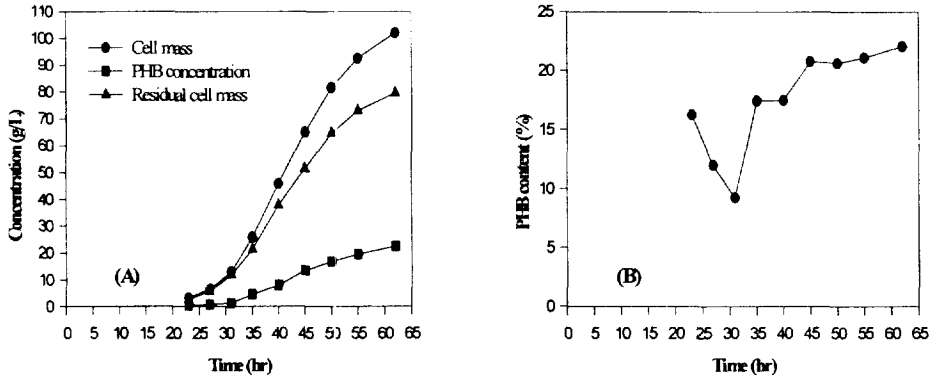 110
100
90
80
70
60
50
40
30
20
10
0
Concentration (g/L)
Cell mass
PHB concentration
Residual cell mass
(A)
0 5 10 15 20 25 30 35 40 45 50 55 60 65
Time (hr)
25
20
15
10
5
0
PHB content (%)
(B)
0 5 10 15 20 25 30 35 40 45 50 55 60 65
Time (hr)